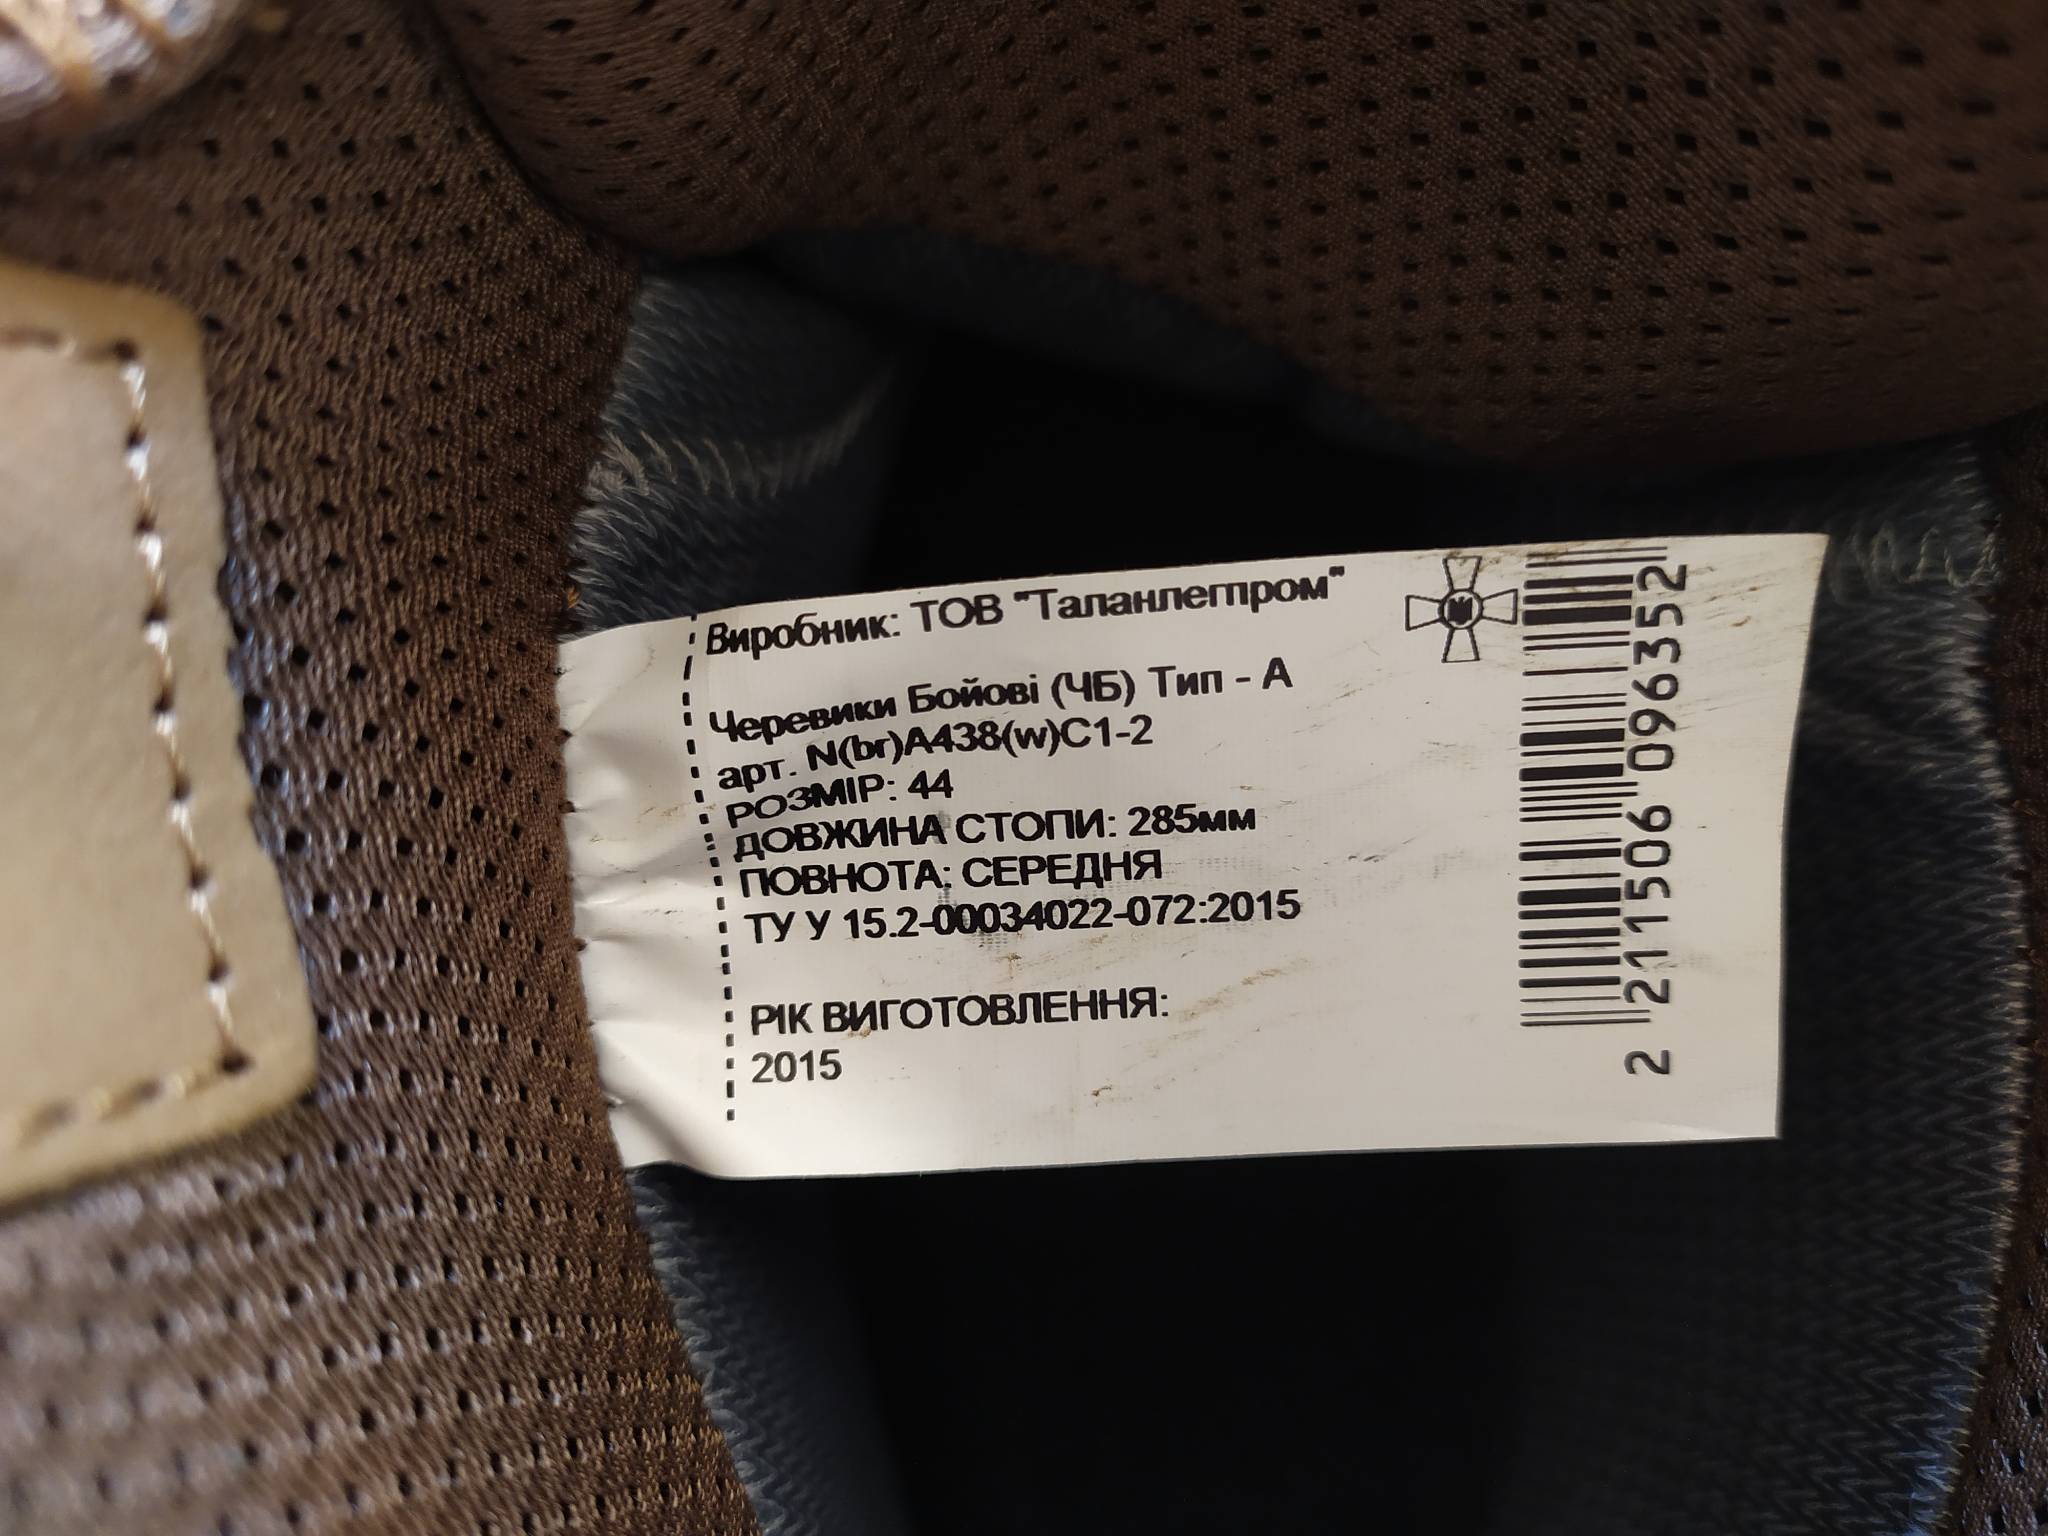 Виробник: ТОВ "Таланлегпром"
Черевики Бойові (ЧБ) Тип - А
арт. N(br)A438(w)C1-2
РОЗМІР: 44
ДОВЖИНА СТОПИ: 285мм
ПОВНОТА: СЕРЕДНЯ
ТУ У 15.2-00034022-072:2015
РІК ВИГОТОВЛЕННЯ:
2015
2 211506 096352